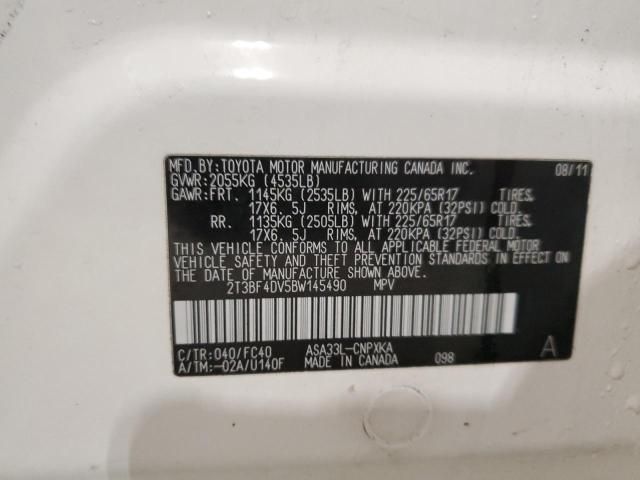 MFD. BY: TOYOTA MOTOR MANUFACTURING CANADA INC. 08/11
GVWR: 2055KG (4535LB)
GAWR: FRT. 1145KG (2535LB) WITH 225/65R17 TIRES,
17X6. 5J RIMS, AT 220KPA (32PSI) COLD
RR. 1135KG (2505LB) WITH 225/65R17 TIRES,
17X6. 5J RIMS, AT 220KPA (32PSI) COLD
THIS VEHICLE CONFORMS TO ALL APPLICABLE FEDERAL MOTOR
VEHICLE SAFETY AND THEFT PREVENTION STANDARDS IN EFFECT ON
THE DATE OF MANUFACTURE SHOWN ABOVE.
2T3BF4DV5BW145490 MPV
C/TR: 040/FC40 ASA33L-CNPXKA A
A/TM: -02A/U140F MADE IN CANADA 098